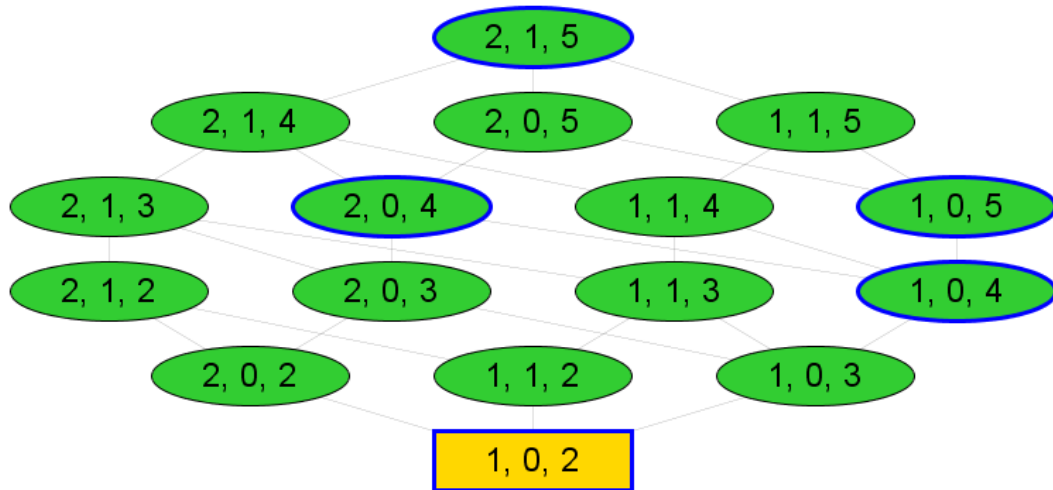 2, 1, 5
2, 1, 4
2, 0, 5
1, 1, 5
2, 1, 3
2, 0, 4
1, 1, 4
1, 0, 5
2, 1, 2
2, 0, 3
1, 1, 3
1, 0, 4
2, 0, 2
1, 1, 2
1, 0, 3
1, 0, 2